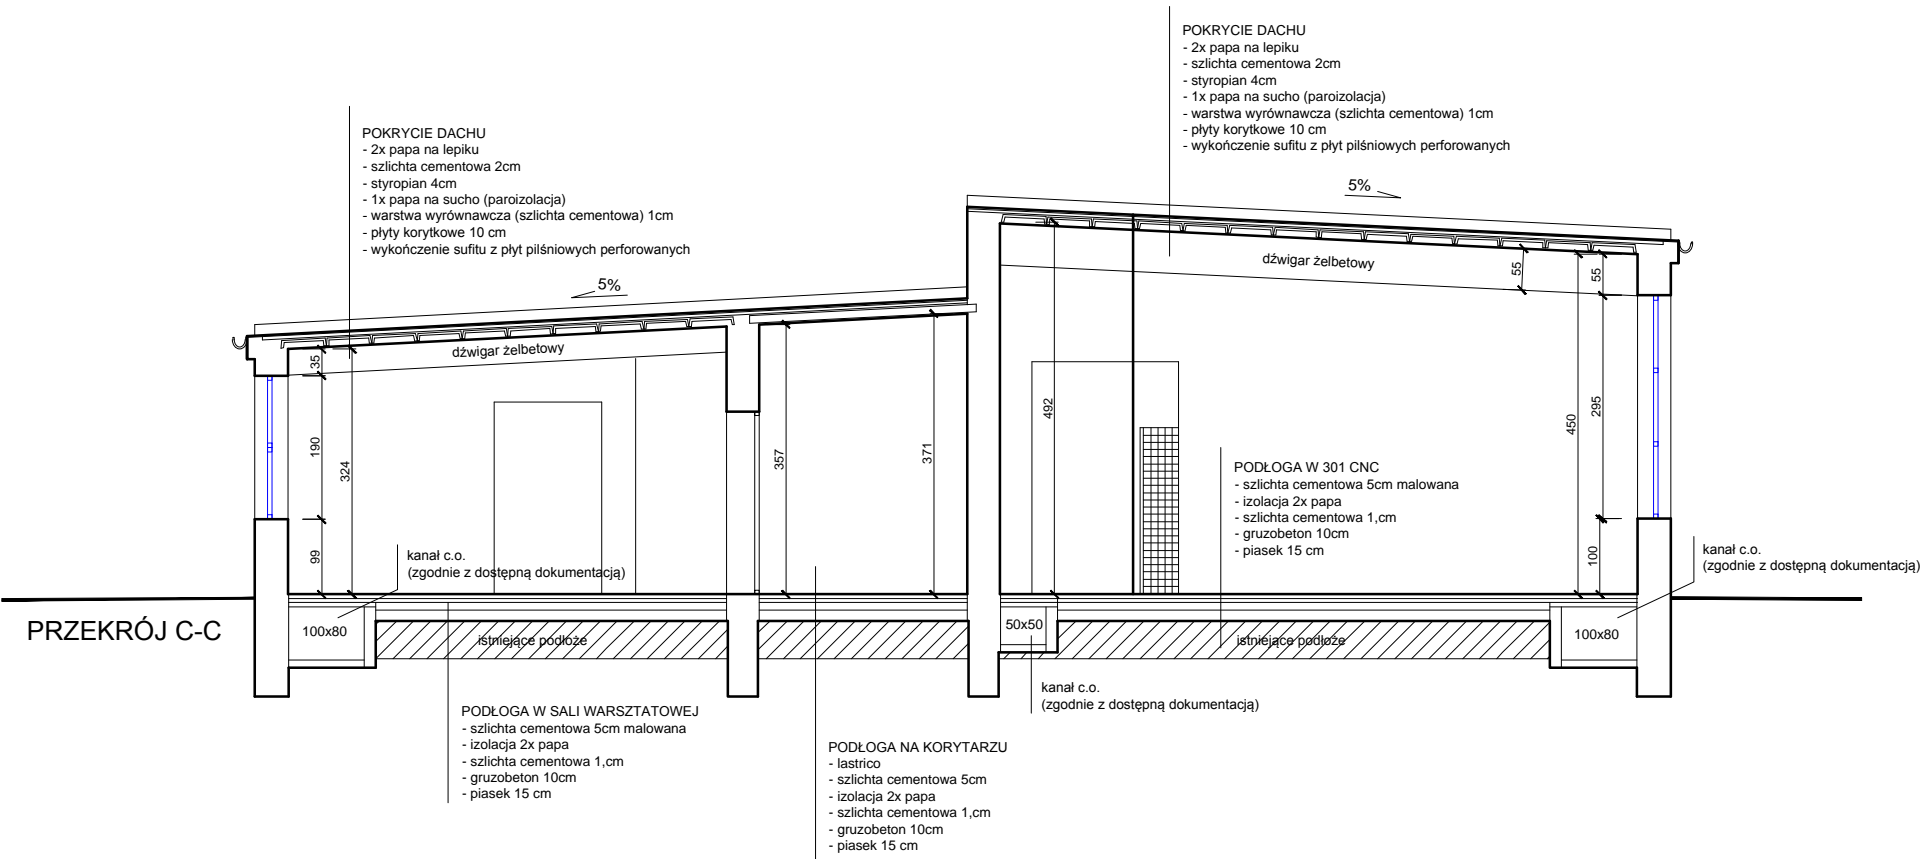 POKRYCIE DACHU
- 2x papa na lepiku
- szlichta cementowa 2cm
- styropian 4cm
- 1x papa na sucho (paroizolacja)
- warstwa wyrównawcza (szlichta cementowa) 1cm
- płyty korytkowe 10 cm
- wykończenie sufitu z płyt pilśniowych perforowanych
POKRYCIE DACHU
- 2x papa na lepiku
- szlichta cementowa 2cm
- styropian 4cm
- 1x papa na sucho (paroizolacja)
- warstwa wyrównawcza (szlichta cementowa) 1cm
- płyty korytkowe 10 cm
- wykończenie sufitu z płyt pilśniowych perforowanych
5%
5%
dźwigar żelbetowy
dźwigar żelbetowy
35
190
99
324
357
371
492
55
450
55
295
100
PODŁOGA W 301 CNC
- szlichta cementowa 5cm malowana
- izolacja 2x papa
- szlichta cementowa 1,cm
- gruzobeton 10cm
- piasek 15 cm
kanał c.o.
(zgodnie z dostępną dokumentacją)
kanał c.o.
(zgodnie z dostępną dokumentacją)
PRZEKRÓJ C-C
100x80
istniejące podłoże
50x50
istniejące podłoże
100x80
kanał c.o.
(zgodnie z dostępną dokumentacją)
PODŁOGA W SALI WARSZTATOWEJ
- szlichta cementowa 5cm malowana
- izolacja 2x papa
- szlichta cementowa 1,cm
- gruzobeton 10cm
- piasek 15 cm
PODŁOGA NA KORYTARZU
- lastrico
- szlichta cementowa 5cm
- izolacja 2x papa
- szlichta cementowa 1,cm
- gruzobeton 10cm
- piasek 15 cm